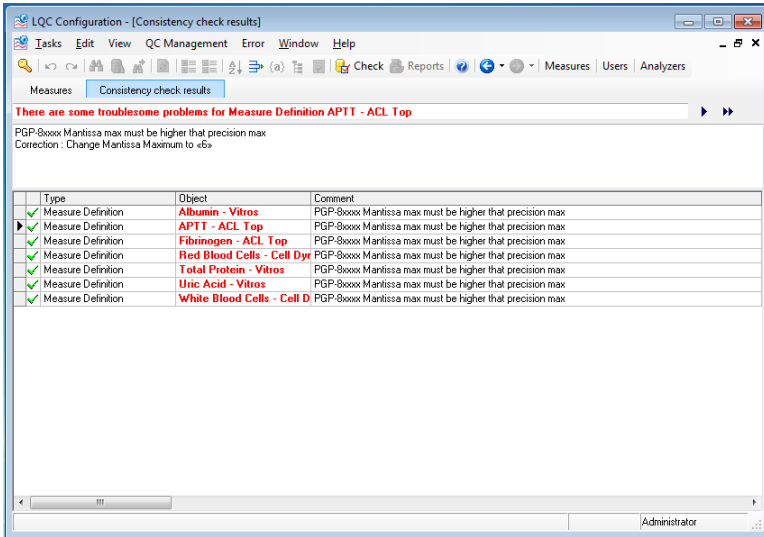 LQC Configuration - [Consistency check results]
Tasks Edit View QC Management Error Window Help
{a} Check Reports Measures Users Analyzers
Measures Consistency check results
There are some troublesome problems for Measure Definition APTT - ACL Top
PGP-8xxxx Mantissa max must be higher that precision max
Correction : Change Mantissa Maximum to «6»
Type Object Comment
Measure Definition Albumin - Vitros PGP-8xxxx Mantissa max must be higher that precision max
Measure Definition APTT - ACL Top PGP-8xxxx Mantissa max must be higher that precision max
Measure Definition Fibrinogen - ACL Top PGP-8xxxx Mantissa max must be higher that precision max
Measure Definition Red Blood Cells - Cell Dyr PGP-8xxxx Mantissa max must be higher that precision max
Measure Definition Total Protein - Vitros PGP-8xxxx Mantissa max must be higher that precision max
Measure Definition Uric Acid - Vitros PGP-8xxxx Mantissa max must be higher that precision max
Measure Definition White Blood Cells - Cell D PGP-8xxxx Mantissa max must be higher that precision max
Administrator